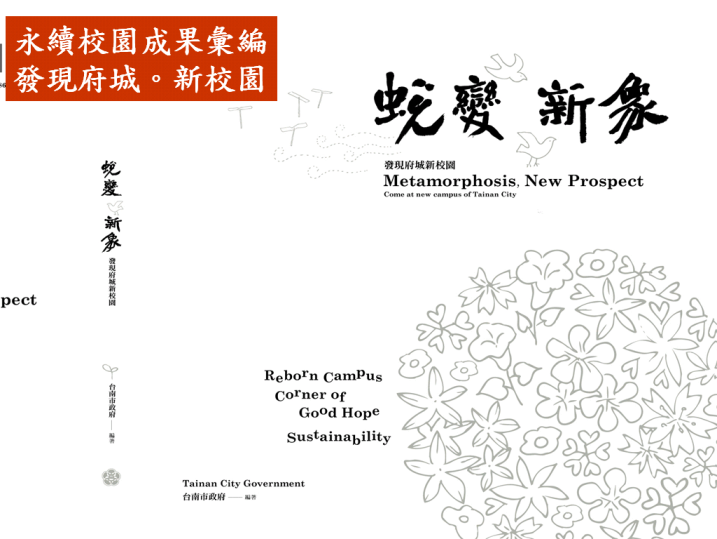 永續校園成果彙編
發現府城。新校園
蛻變 新象
發現府城新校園
Metamorphosis, New Prospect
Come at new campus of Tainan City
蛻變 新象
發現府城新校園
台南市政府 — 編著
pect
Reborn Campus
Corner of
Good Hope
Sustainability
Tainan City Government
台南市政府 — 編著